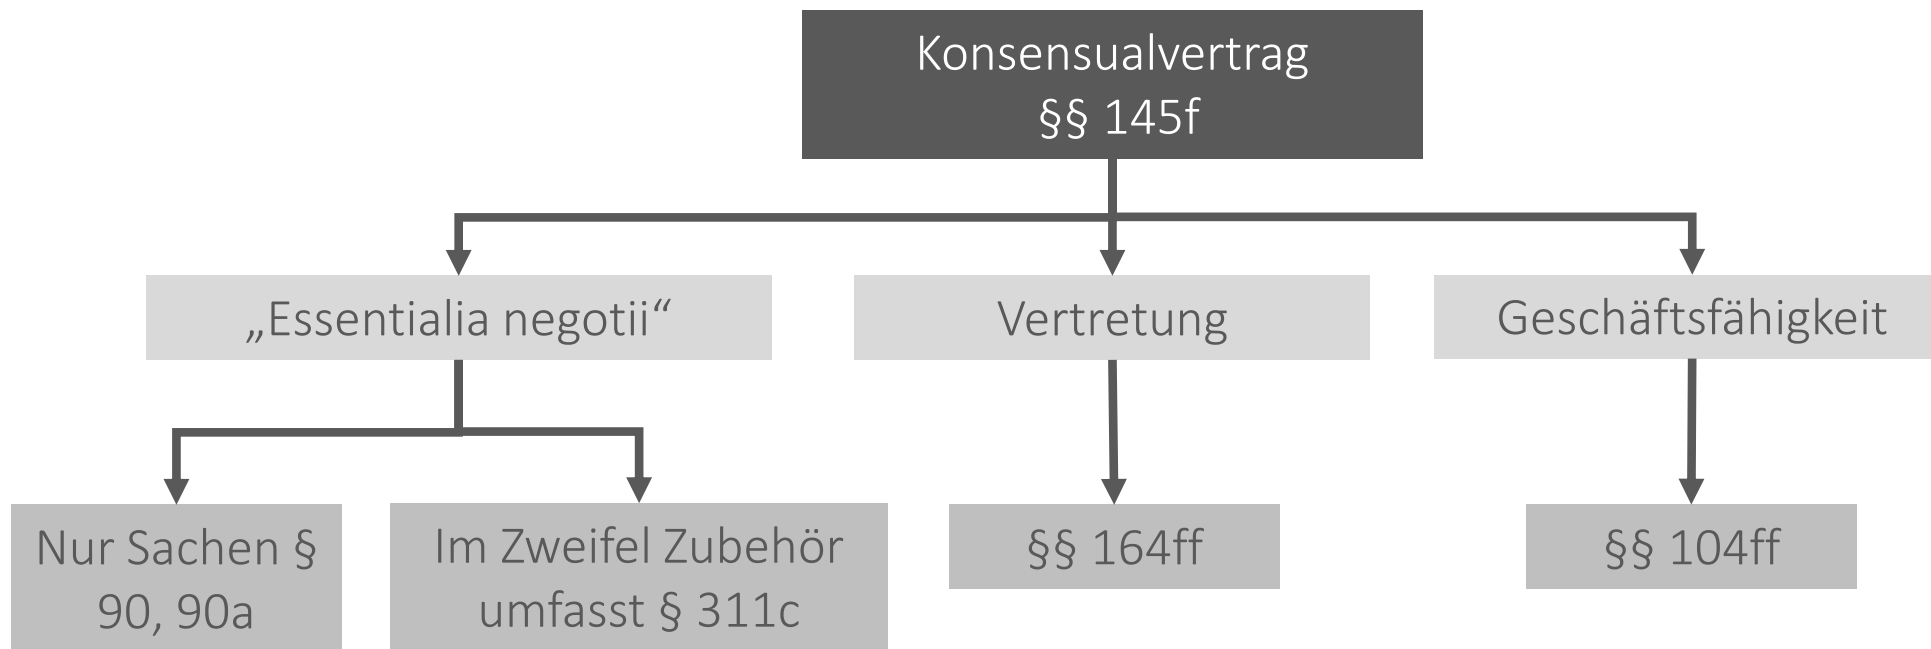 Konsensualvertrag
§§ 145f
„Essentialia negotii“
Vertretung
Geschäftsfähigkeit
Nur Sachen §
90, 90a
Im Zweifel Zubehör
umfasst § 311c
§§ 164ff
§§ 104ff